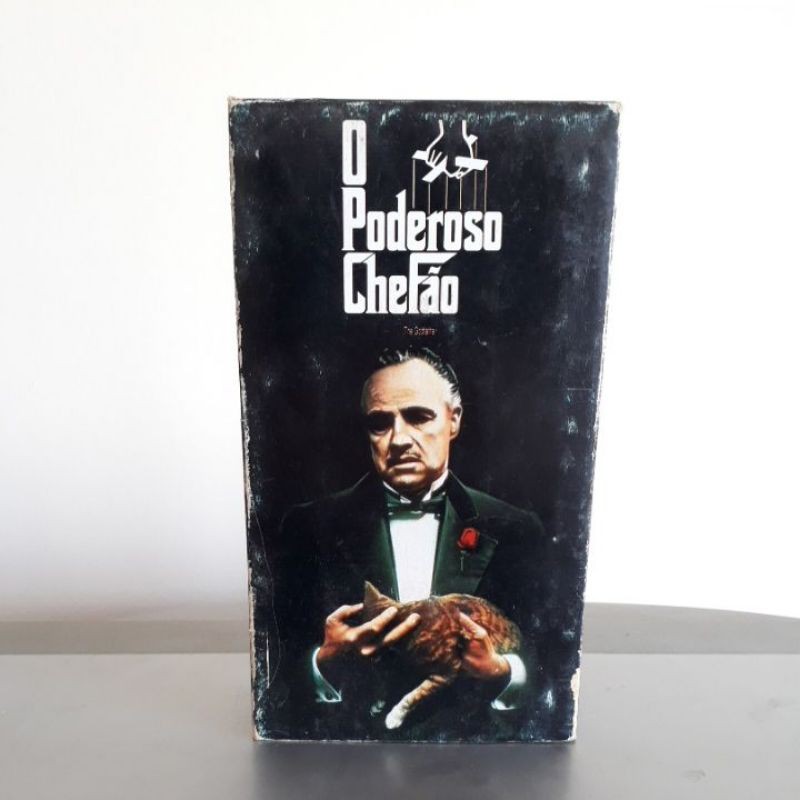 O
Poderoso
Chefão
The Godfather